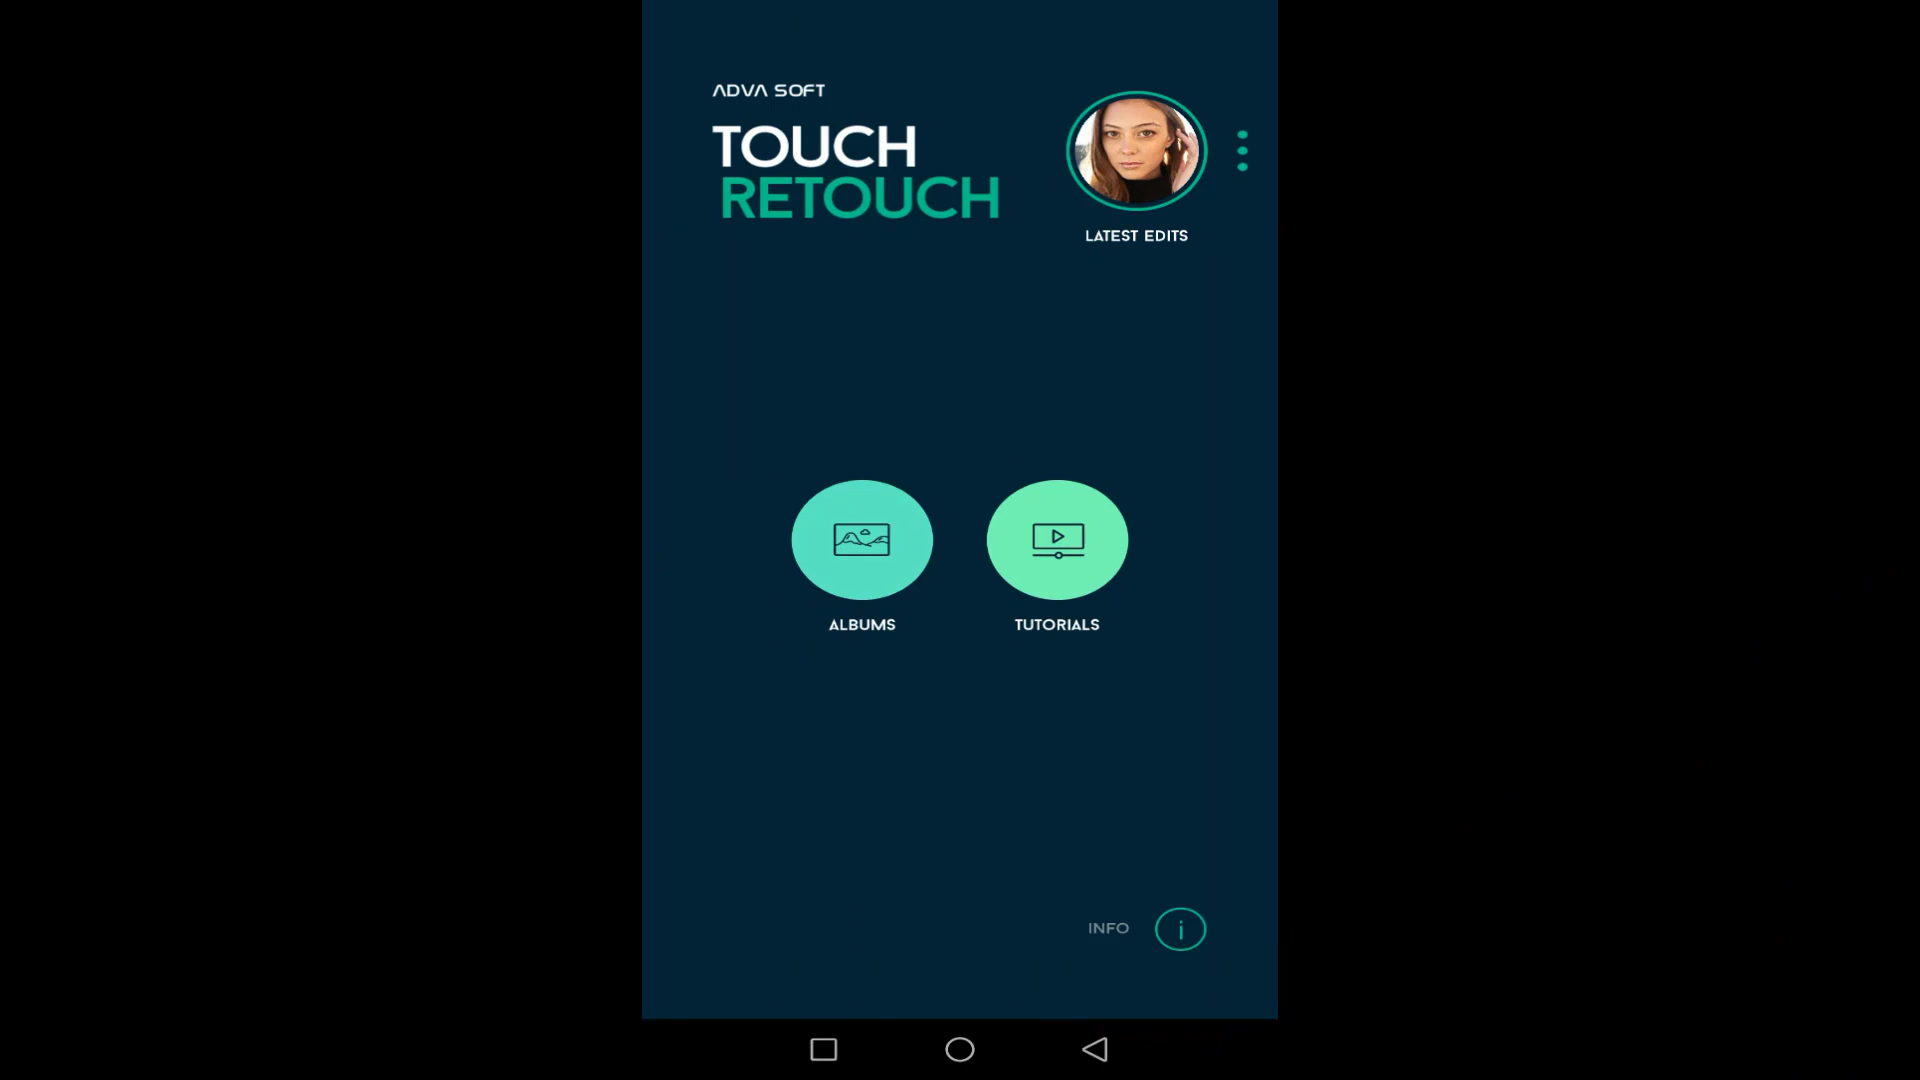 ADVA SOFT
TOUCH
RETOUCH
LATEST EDITS
ALBUMS
TUTORIALS
INFO
i